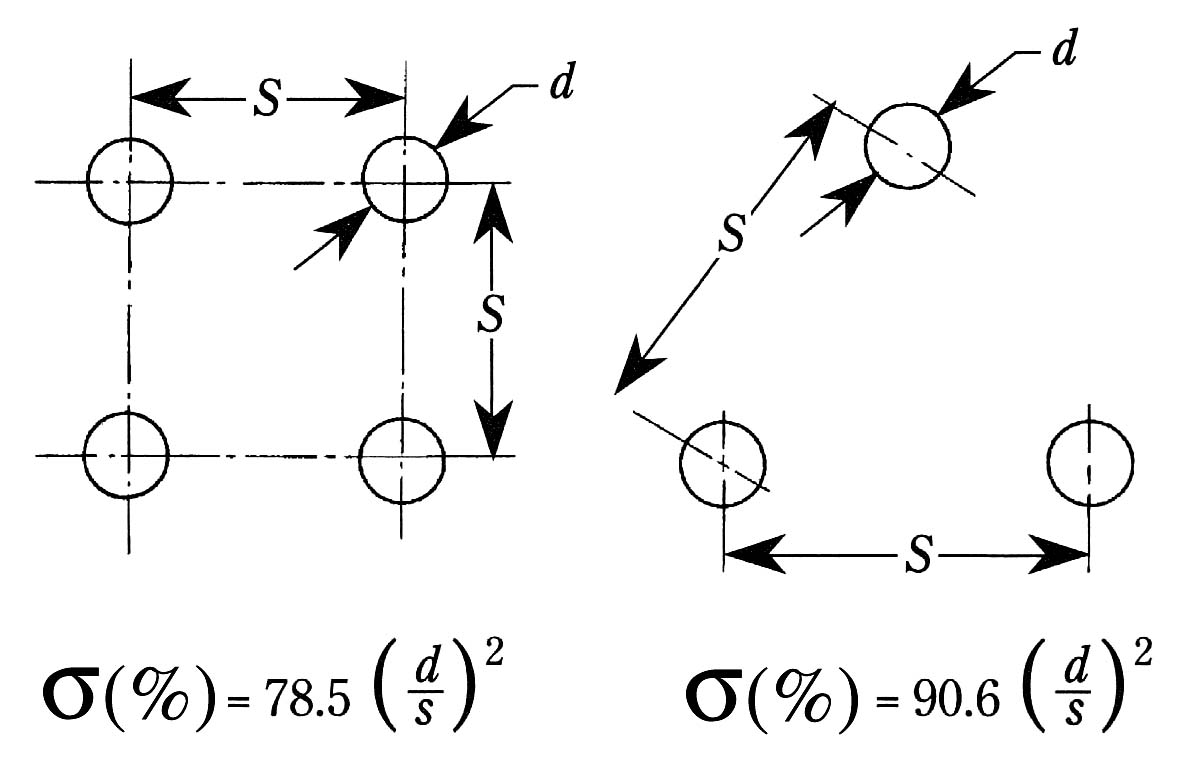 d
S
d
S
S
S
σ(%) = 78.5 (d/s)²
σ(%) = 90.6 (d/s)²